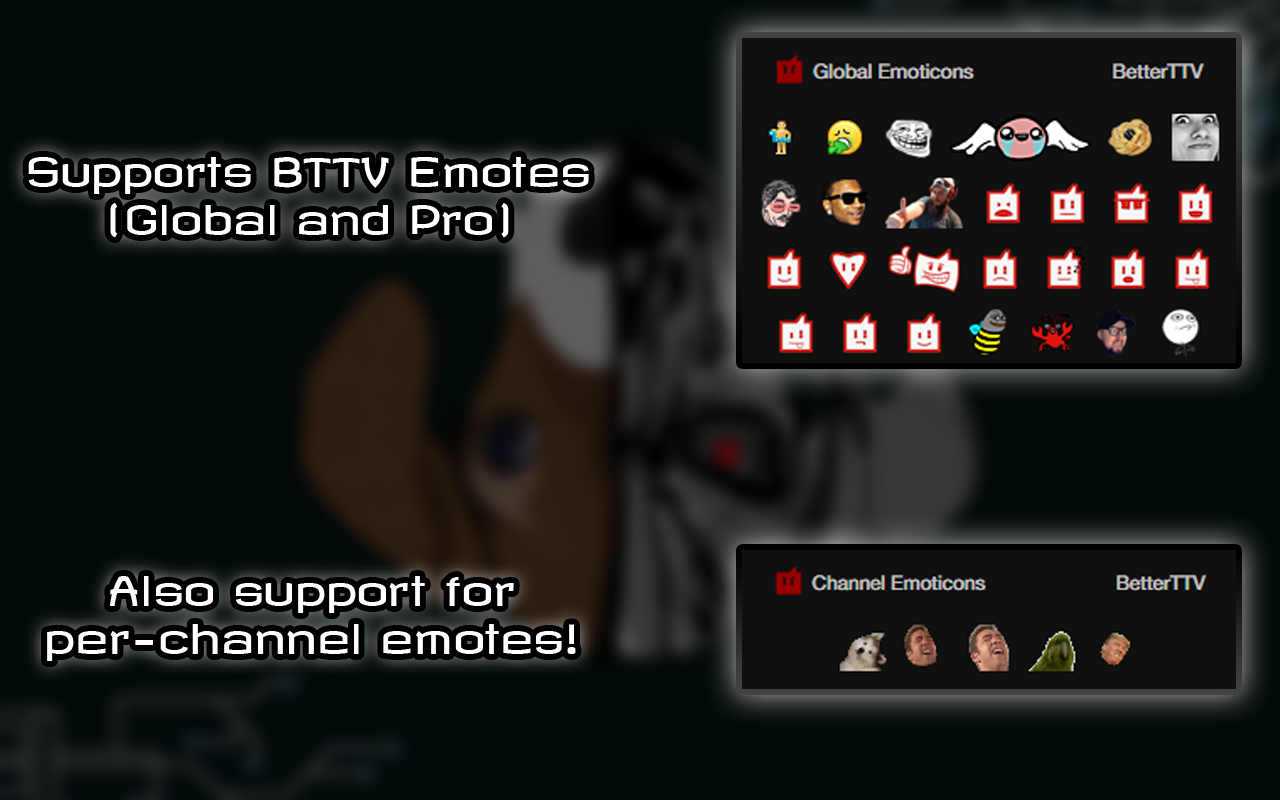 Supports BTTV Emotes
(Global and Pro)
Global Emoticons
BetterTTV
Also support for
per-channel emotes!
Channel Emoticons
BetterTTV